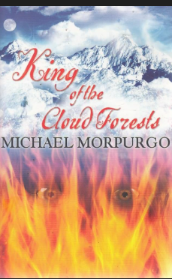 King
of the
Cloud Forests
MICHAEL MORPURGO